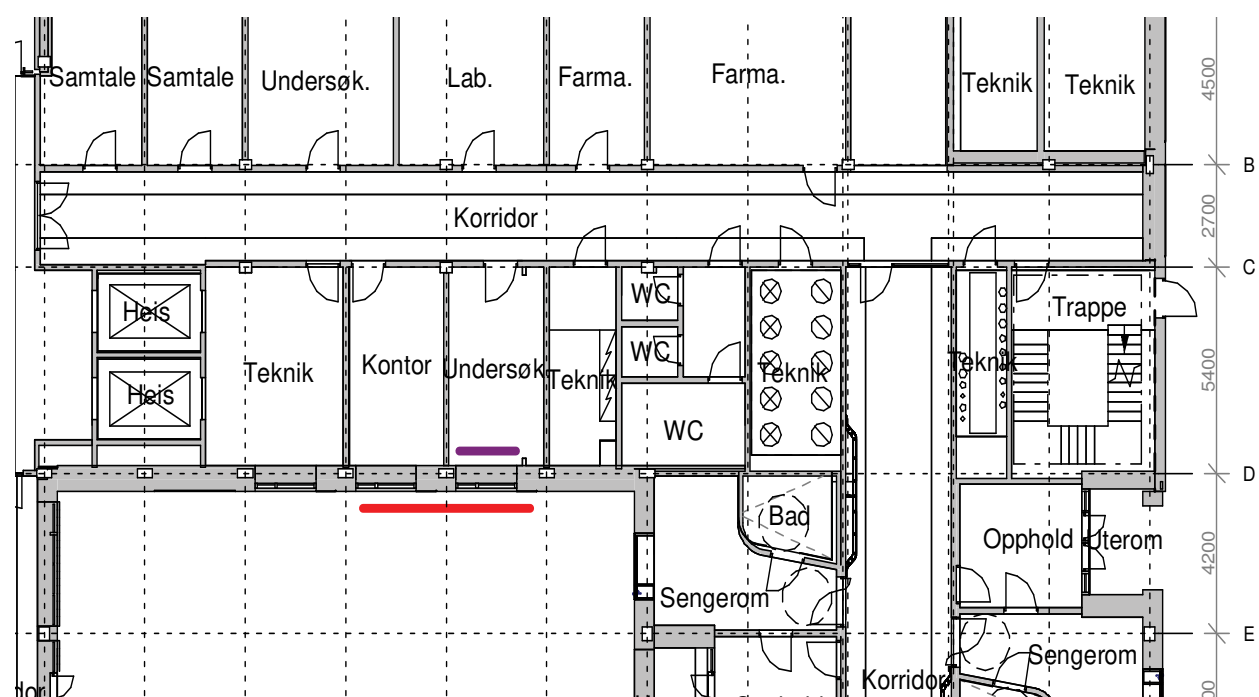 Samtale
Samtale
Undersøk.
Lab.
Farma.
Farma.
Teknik
Teknik
4500
B
Korridor
2700
C
Heis
Heis
Teknik
Kontor
Undersøk
Teknik
WC
WC
WC
Teknik
Teknik
Trappe
5400
D
Bad
Sengerom
Opphold
Uterom
4200
E
Korridor
Sengerom